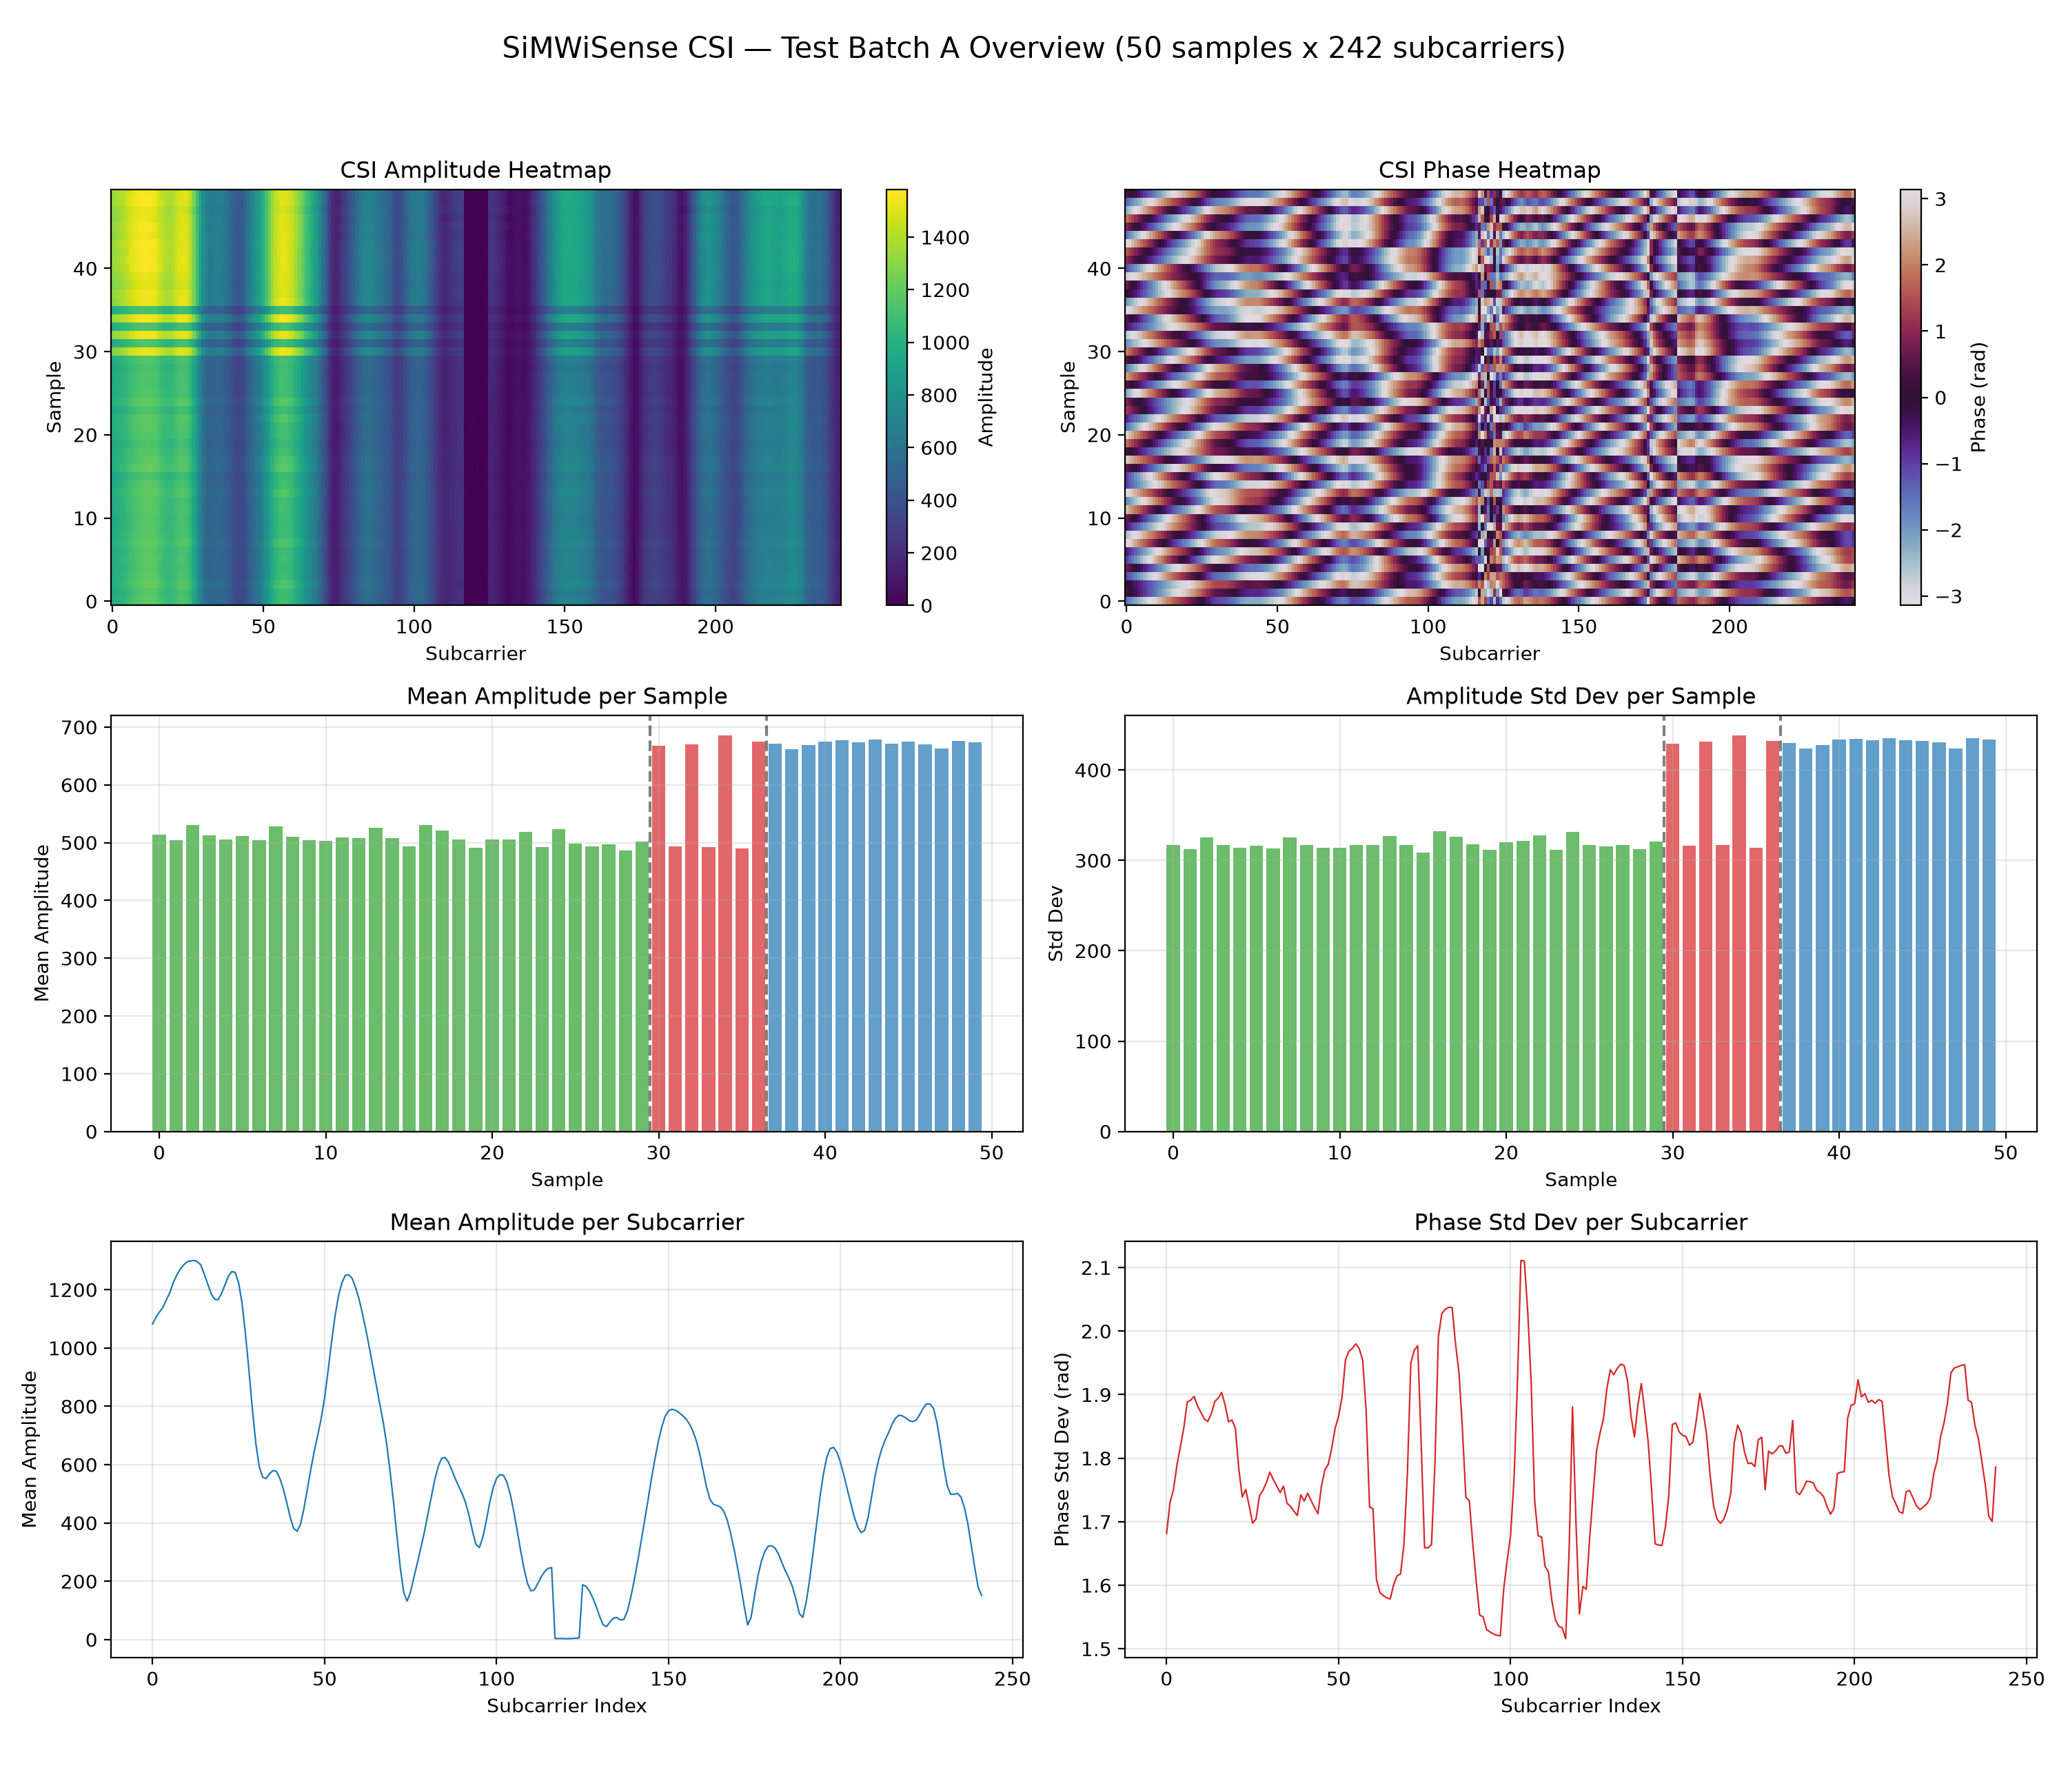 SiMWiSense CSI — Test Batch A Overview (50 samples x 242 subcarriers)
CSI Amplitude Heatmap
40
30
20
10
0
Sample
0 50 100 150 200
Subcarrier
1400
1200
1000
800
600
400
200
0
Amplitude
CSI Phase Heatmap
40
30
20
10
0
Sample
0 50 100 150 200
Subcarrier
3
2
1
0
−1
−2
−3
Phase (rad)
Mean Amplitude per Sample
700
600
500
400
300
200
100
0
Mean Amplitude
0 10 20 30 40 50
Sample
Amplitude Std Dev per Sample
400
300
200
100
0
Std Dev
0 10 20 30 40 50
Sample
Mean Amplitude per Subcarrier
1200
1000
800
600
400
200
0
Mean Amplitude
0 50 100 150 200 250
Subcarrier Index
Phase Std Dev per Subcarrier
2.1
2.0
1.9
1.8
1.7
1.6
1.5
Phase Std Dev (rad)
0 50 100 150 200 250
Subcarrier Index